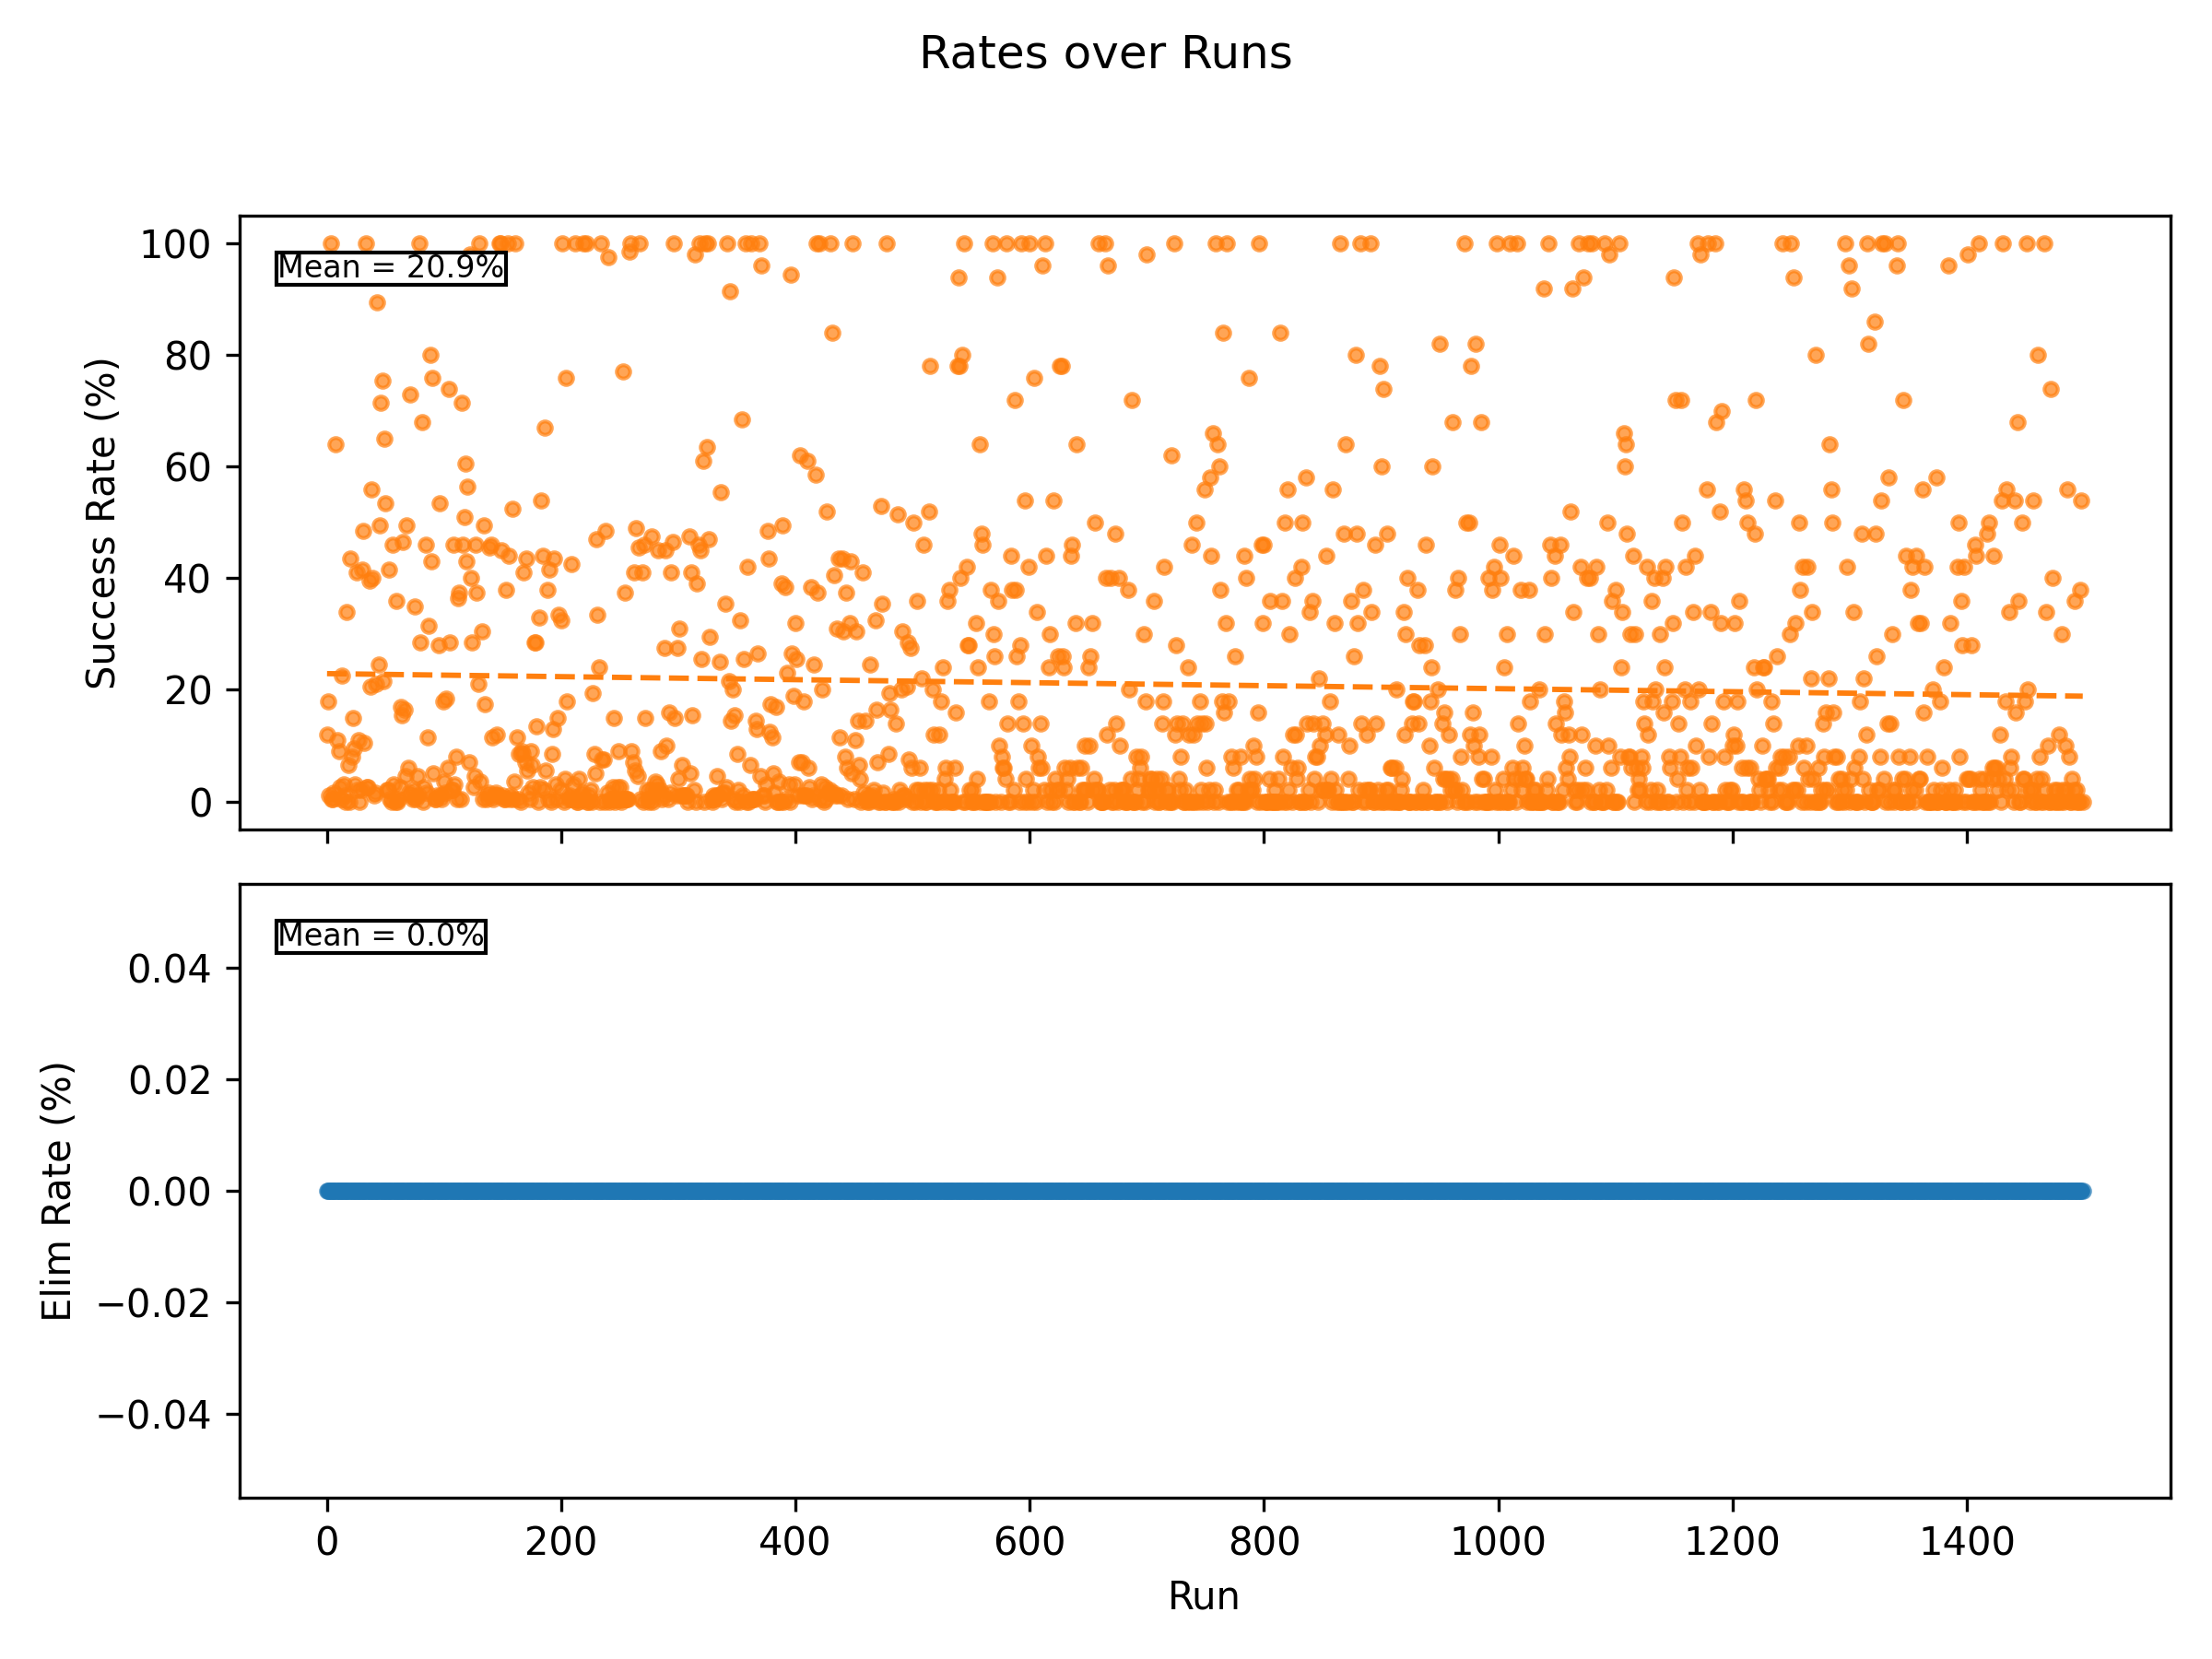 Rates over Runs
Success Rate (%)
100
80
60
40
20
0
Mean = 20.9%
Elim Rate (%)
0.04
0.02
0.00
−0.02
−0.04
Mean = 0.0%
0 200 400 600 800 1000 1200 1400
Run